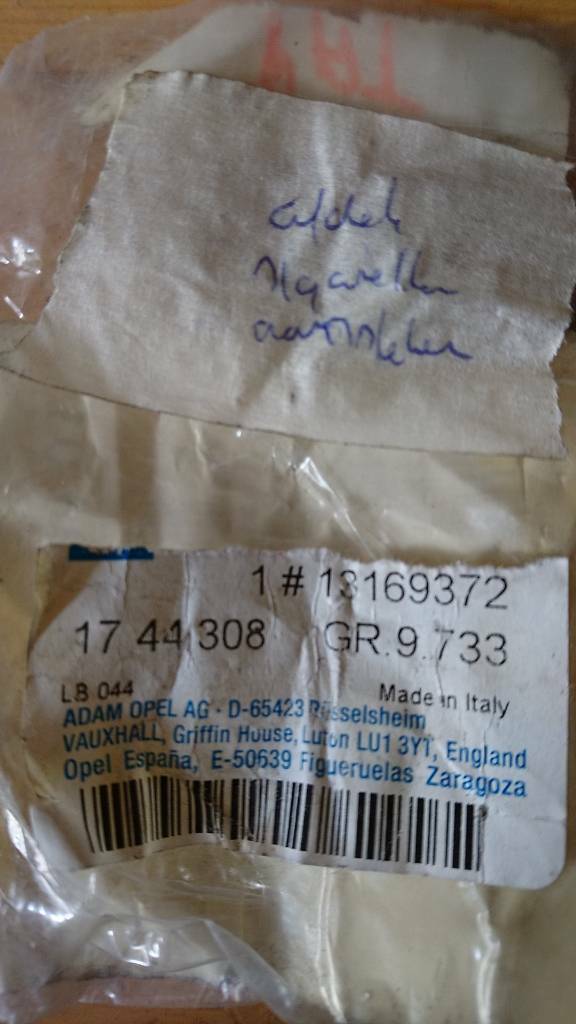 1 # 13169372
17 44 308 GR.9.733
LB 044
Made in Italy
ADAM OPEL AG · D-65423 Rüsselsheim
VAUXHALL, Griffin House, Luton LU1 3YT, England
Opel España, E-50639 Figueruelas Zaragoza